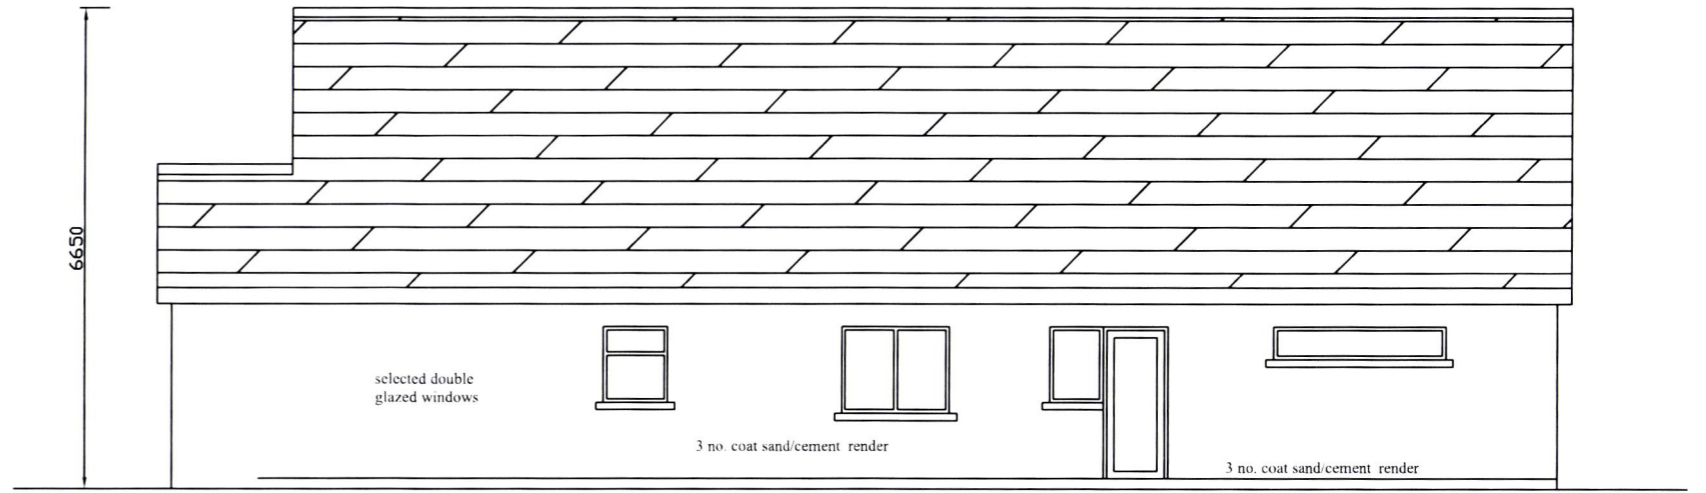 6650
selected double
glazed windows
3 no. coat sand/cement render
3 no. coat sand/cement render